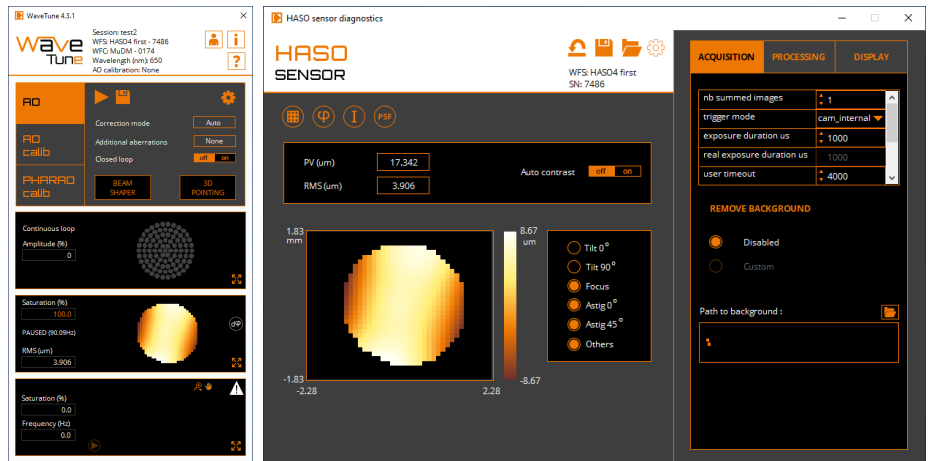 WaveTune 4.3.1
Wave
Tune
Session: test2
WFS: HASO4 first - 7486
WFC: MuDM - 0174
Wavelength (nm): 650
AO calibration: None
i
?
AO
AO
calib
PHARAO
calib
Correction mode
Auto
Additional aberrations
None
Closed loop
off on
BEAM
SHAPER
3D
POINTING
Continuous loop
Amplitude (%)
0
Saturation (%)
100.0
PAUSED (90.09Hz)
RMS (um)
3.906
Saturation (%)
0.0
Frequency (Hz)
0.0
HASO sensor diagnostics
HASO
SENSOR
WFS: HASO4 first
SN: 7486
φ
I
PSF
PV (um)
17.342
RMS (um)
3.906
Auto contrast
off on
1.83
mm
-1.83
-2.28
2.28
8.67
um
-8.67
Tilt 0°
Tilt 90°
Focus
Astig 0°
Astig 45°
Others
ACQUISITION
PROCESSING
DISPLAY
nb summed images
1
trigger mode
cam_internal
exposure duration us
1000
real exposure duration us
1000
user timeout
4000
REMOVE BACKGROUND
Disabled
Custom
Path to background :